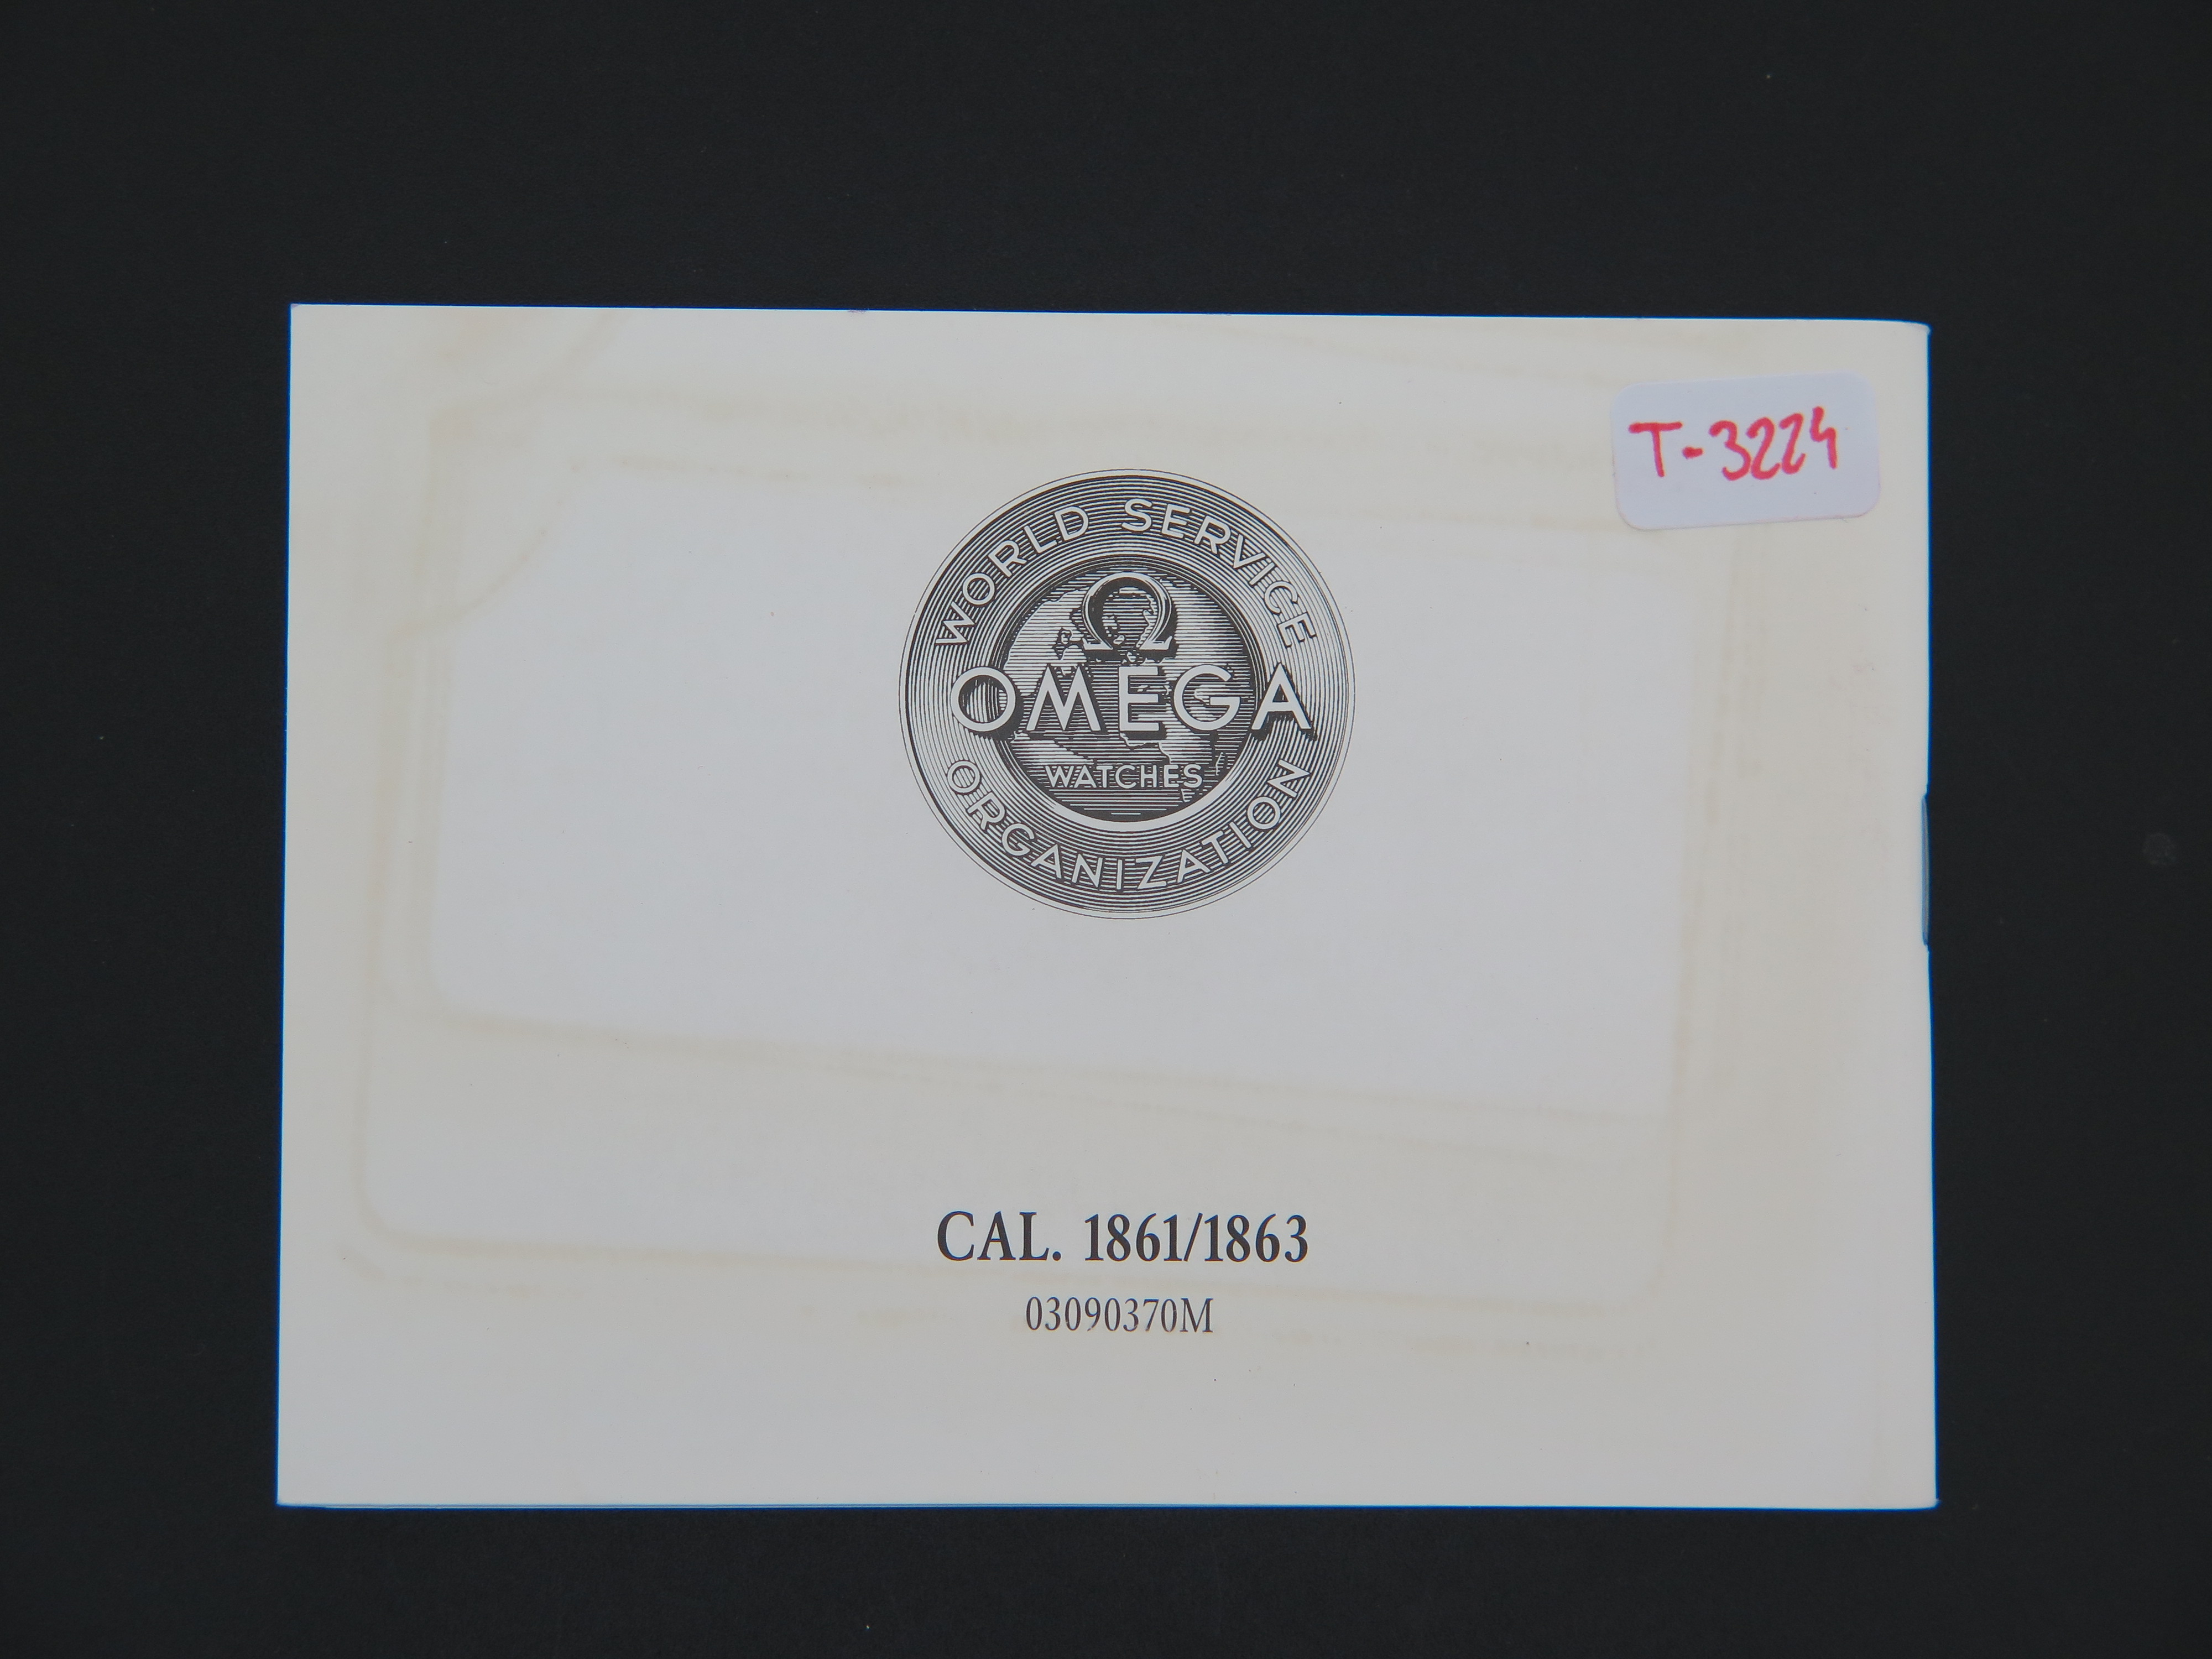 T-3224
WORLD SERVICE
Ω
OMEGA
WATCHES
ORGANIZATION
CAL. 1861/1863
03090370M